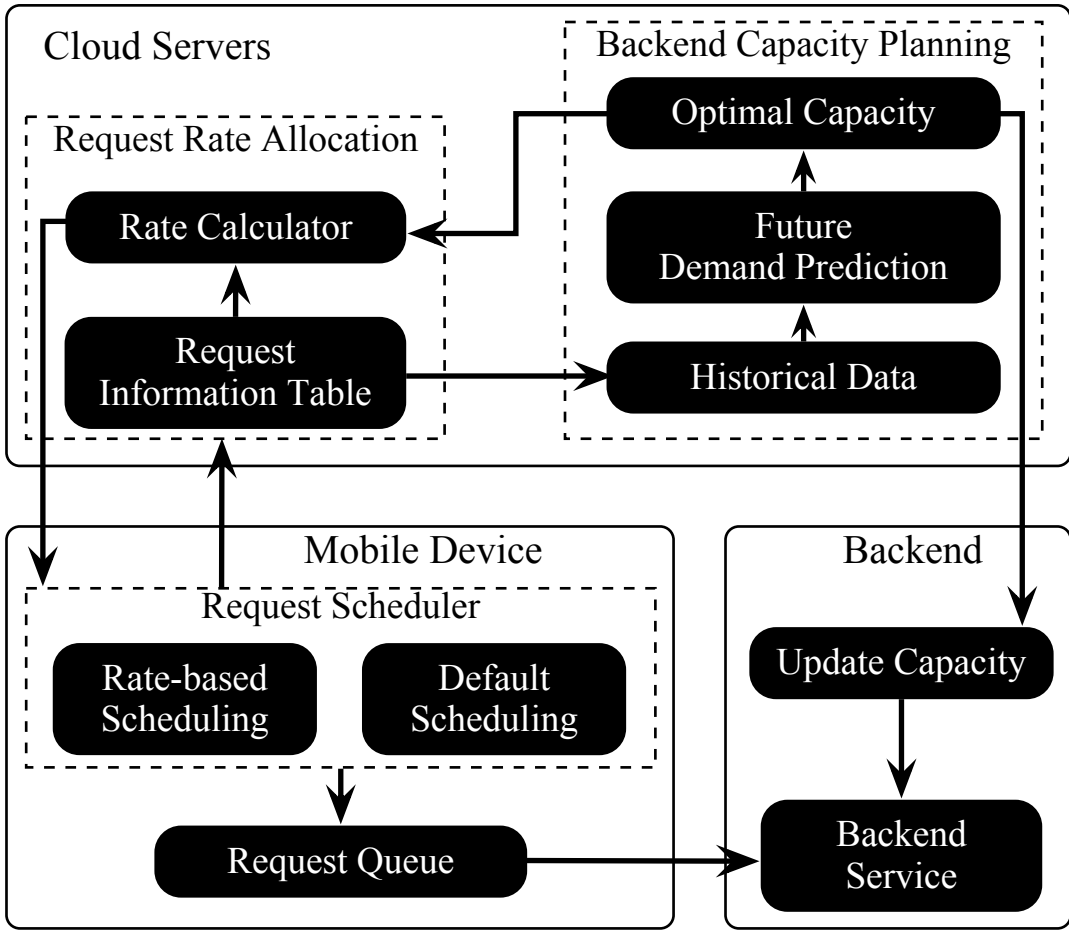 Cloud Servers
Backend Capacity Planning
Optimal Capacity
Request Rate Allocation
Rate Calculator
Future
Demand Prediction
Request
Information Table
Historical Data
Mobile Device
Request Scheduler
Rate-based
Scheduling
Default
Scheduling
Request Queue
Backend
Update Capacity
Backend
Service